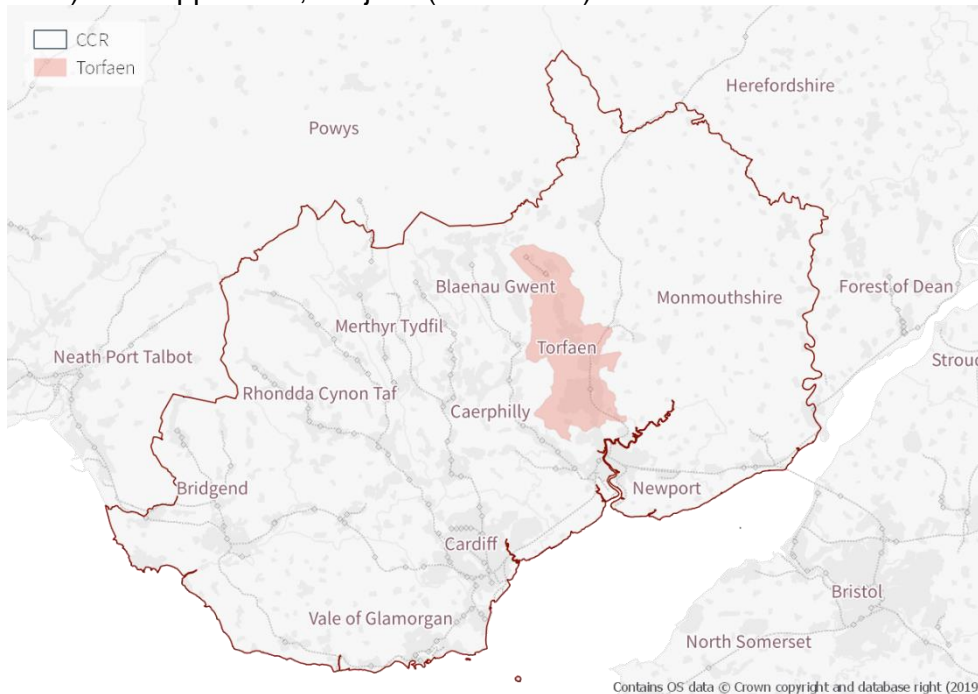 CCR
Torfaen
Herefordshire
Powys
Blaenau Gwent
Forest of Dean
Monmouthshire
Merthyr Tydfil
Torfaen
Neath Port Talbot
Rhondda Cynon Taf
Caerphilly
Bridgend
Newport
Cardiff
Bristol
Vale of Glamorgan
North Somerset
Contains OS data © Crown copyright and database right (2019